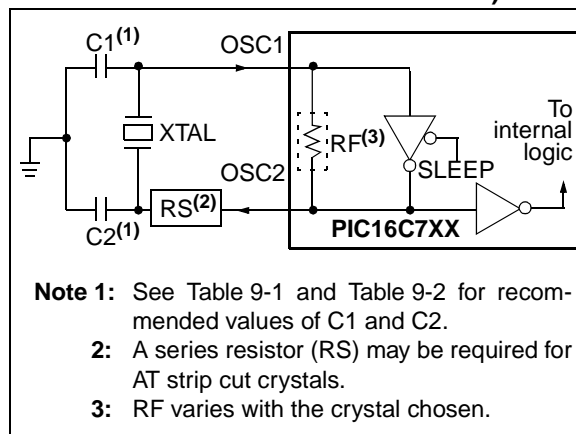 C1(1)
OSC1
XTAL
To
internal
logic
RF(3)
SLEEP
OSC2
RS(2)
C2(1)
PIC16C7XX
Note 1: See Table 9-1 and Table 9-2 for recom-
mended values of C1 and C2.
2: A series resistor (RS) may be required for
AT strip cut crystals.
3: RF varies with the crystal chosen.